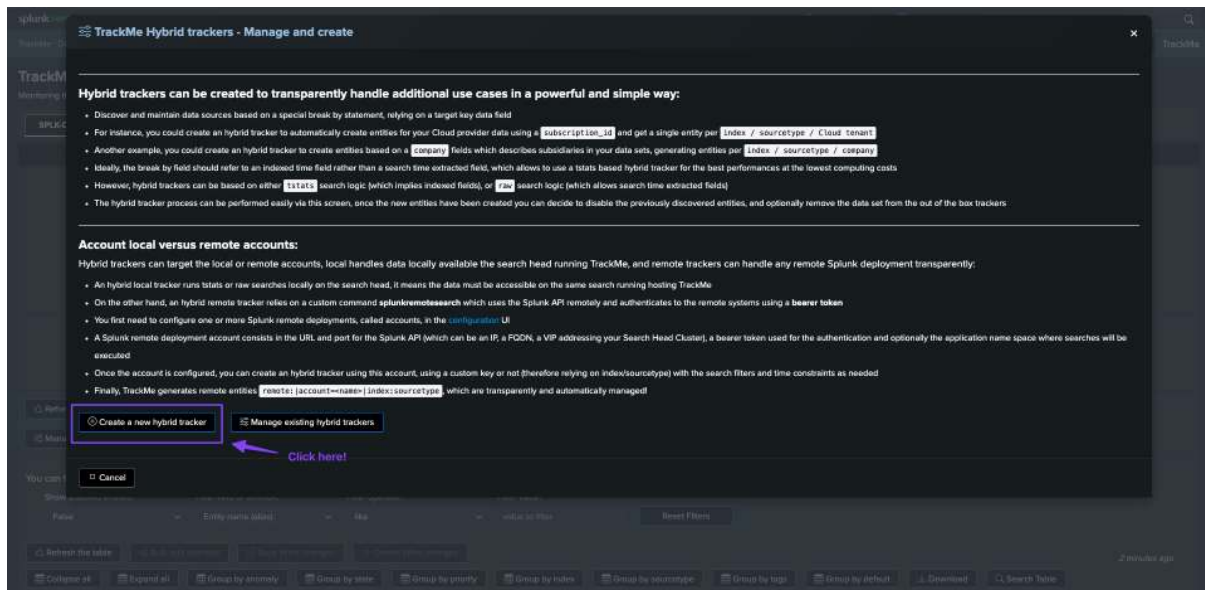 splunk>
TrackMe Hybrid trackers - Manage and create
×
TrackMe
TrackM
SPLK-
Hybrid trackers can be created to transparently handle additional use cases in a powerful and simple way:
• Discover and maintain data sources based on a special break by statement, relying on a target key data field
• For instance, you could create an hybrid tracker to automatically create entities for your Cloud provider data using a subscription_id and get a single entity per index / sourcetype / Cloud tenant
• Another example, you could create an hybrid tracker to create entities based on a company fields which describes subsidiaries in your data sets, generating entities per index / sourcetype / company
• Ideally, the break by field should refer to an indexed time field rather than a search time extracted field, which allows to use a tstats based hybrid tracker for the best performances at the lowest computing costs
• However, hybrid trackers can be based on either tstats search logic (which implies indexed fields), or raw search logic (which allows search time extracted fields)
• The hybrid tracker process can be performed easily via this screen, once the new entities have been created you can decide to disable the previously discovered entities, and optionally remove the data set from the out of the box trackers
Account local versus remote accounts:
Hybrid trackers can target the local or remote accounts, local handles data locally available the search head running TrackMe, and remote trackers can handle any remote Splunk deployment transparently:
• An hybrid local tracker runs tstats or raw searches locally on the search head, it means the data must be accessible on the same search running hosting TrackMe
• On the other hand, an hybrid remote tracker relies on a custom command splunkremotesearch which uses the Splunk API remotely and authenticates to the remote systems using a bearer token
• You first need to configure one or more Splunk remote deployments, called accounts, in the configuration UI
• A Splunk remote deployment account consists in the URL and port for the Splunk API (which can be an IP, a FQDN, a VIP addressing your Search Head Cluster), a bearer token used for the authentication and optionally the application name space where searches will be
executed
• Once the account is configured, you can create an hybrid tracker using this account, using a custom key or not (therefore relying on index/sourcetype) with the search filters and time constraints as needed
• Finally, TrackMe generates remote entities remote:|account=<name>|index:sourcetype, which are transparently and automatically managed!
Create a new hybrid tracker
Manage existing hybrid trackers
Click here!
You can f
Cancel
False
Entity name (alias)
like
value to filter
Reset Filters
Refresh the table
2 minutes ago
Collapse all
Expand all
Group by anomaly
Group by state
Group by priority
Group by index
Group by sourcetype
Group by tags
Group by default
Download
Search Table